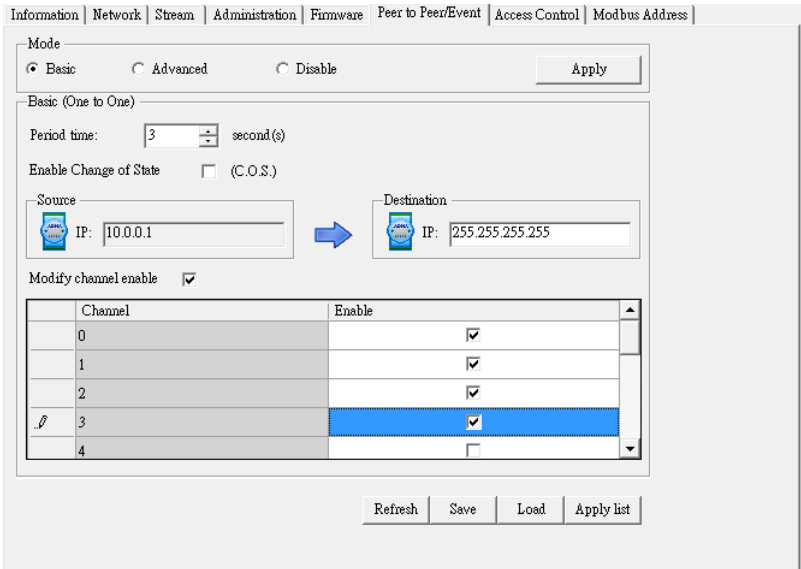 Information Network Stream Administration Firmware Peer to Peer/Event Access Control Modbus Address
Mode
Basic Advanced Disable Apply
Basic (One to One)
Period time: 3 second(s)
Enable Change of State (C.O.S.)
Source Destination
IP: 10.0.0.1 IP: 255.255.255.255
Modify channel enable
Channel Enable
0
1
2
3
4
Refresh Save Load Apply list